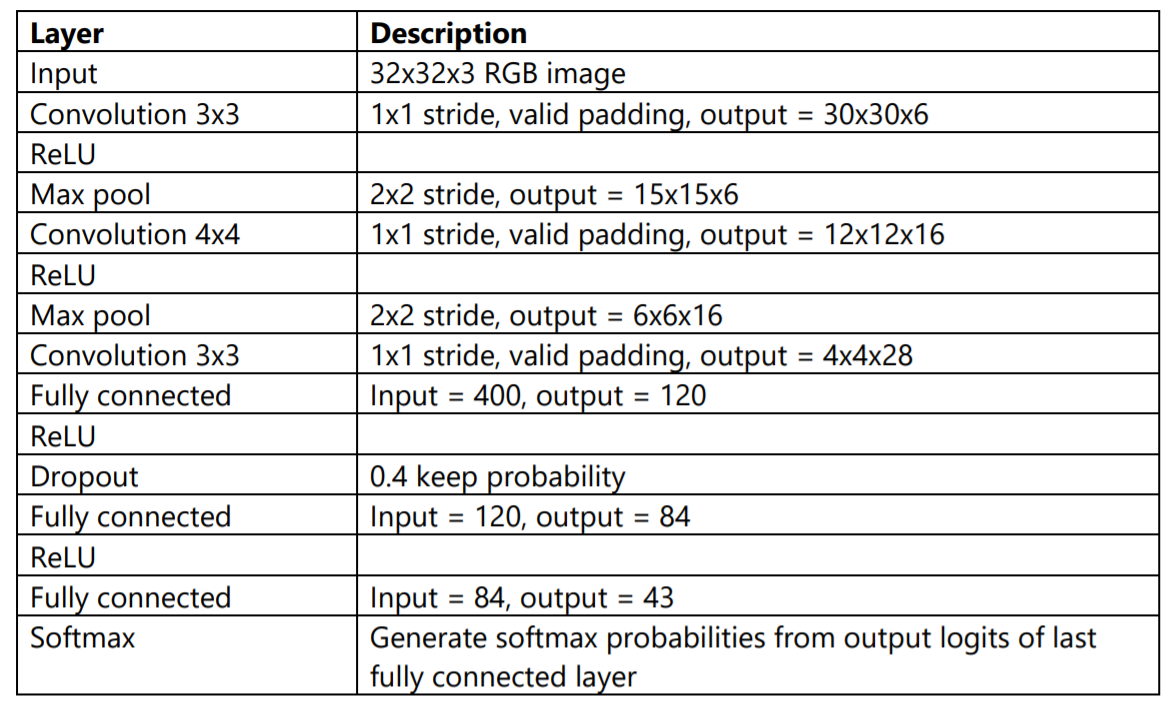 Layer Description
Input 32x32x3 RGB image
Convolution 3x3 1x1 stride, valid padding, output = 30x30x6
ReLU
Max pool 2x2 stride, output = 15x15x6
Convolution 4x4 1x1 stride, valid padding, output = 12x12x16
ReLU
Max pool 2x2 stride, output = 6x6x16
Convolution 3x3 1x1 stride, valid padding, output = 4x4x28
Fully connected Input = 400, output = 120
ReLU
Dropout 0.4 keep probability
Fully connected Input = 120, output = 84
ReLU
Fully connected Input = 84, output = 43
Softmax Generate softmax probabilities from output logits of last
fully connected layer